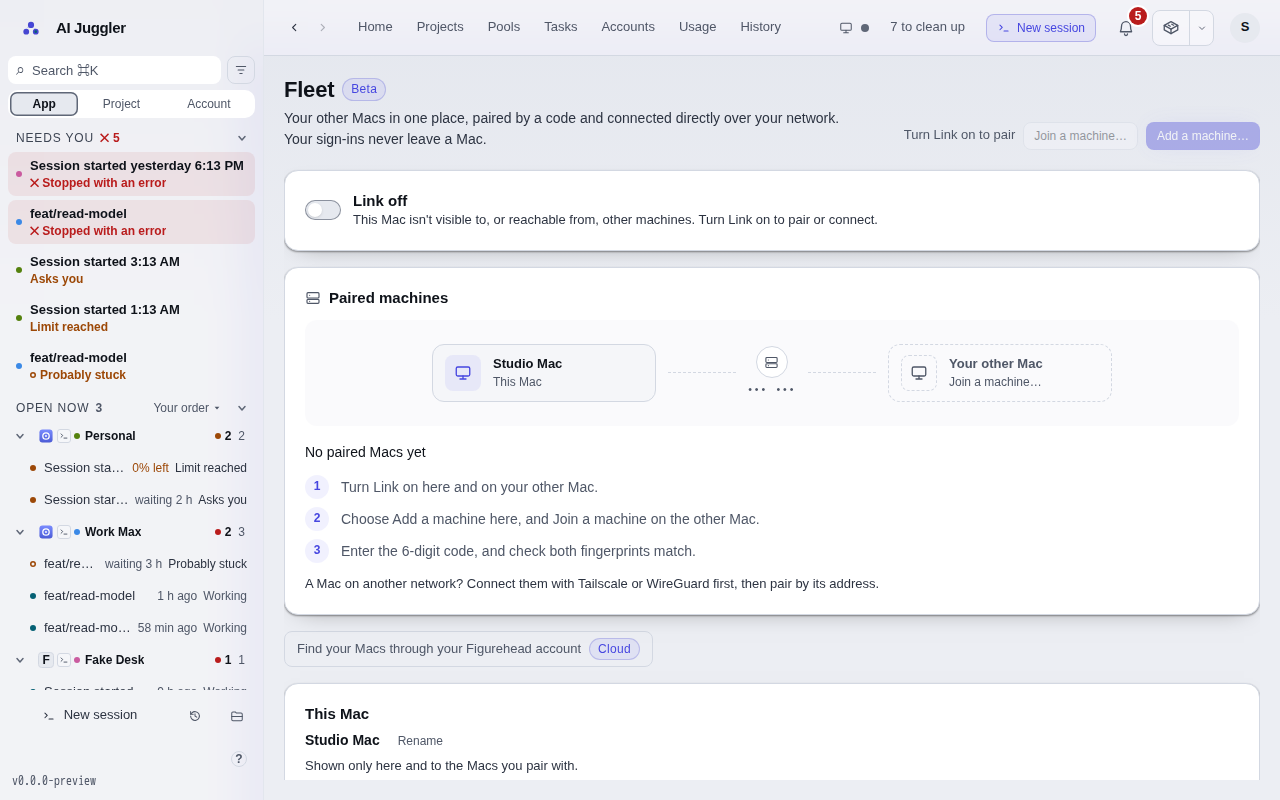 AI Juggler
Search ⌘K
App Project Account
NEEDS YOU 5
Session started yesterday 6:13 PM
Stopped with an error
feat/read-model
Stopped with an error
Session started 3:13 AM
Asks you
Session started 1:13 AM
Limit reached
feat/read-model
Probably stuck
OPEN NOW 3 Your order
Personal 2 2
Session sta… 0% left Limit reached
Session star… waiting 2 h Asks you
Work Max 2 3
feat/re… waiting 3 h Probably stuck
feat/read-model 1 h ago Working
feat/read-mo… 58 min ago Working
F Fake Desk 1 1
New session
?
v0.0.0-preview
Home Projects Pools Tasks Accounts Usage History
7 to clean up
New session
5
S
Fleet Beta
Your other Macs in one place, paired by a code and connected directly over your network.
Your sign-ins never leave a Mac.
Turn Link on to pair Join a machine… Add a machine…
Link off
This Mac isn't visible to, or reachable from, other machines. Turn Link on to pair or connect.
Paired machines
Studio Mac
This Mac
••• •••
Your other Mac
Join a machine…
No paired Macs yet
1 Turn Link on here and on your other Mac.
2 Choose Add a machine here, and Join a machine on the other Mac.
3 Enter the 6-digit code, and check both fingerprints match.
A Mac on another network? Connect them with Tailscale or WireGuard first, then pair by its address.
Find your Macs through your Figurehead account Cloud
This Mac
Studio Mac Rename
Shown only here and to the Macs you pair with.